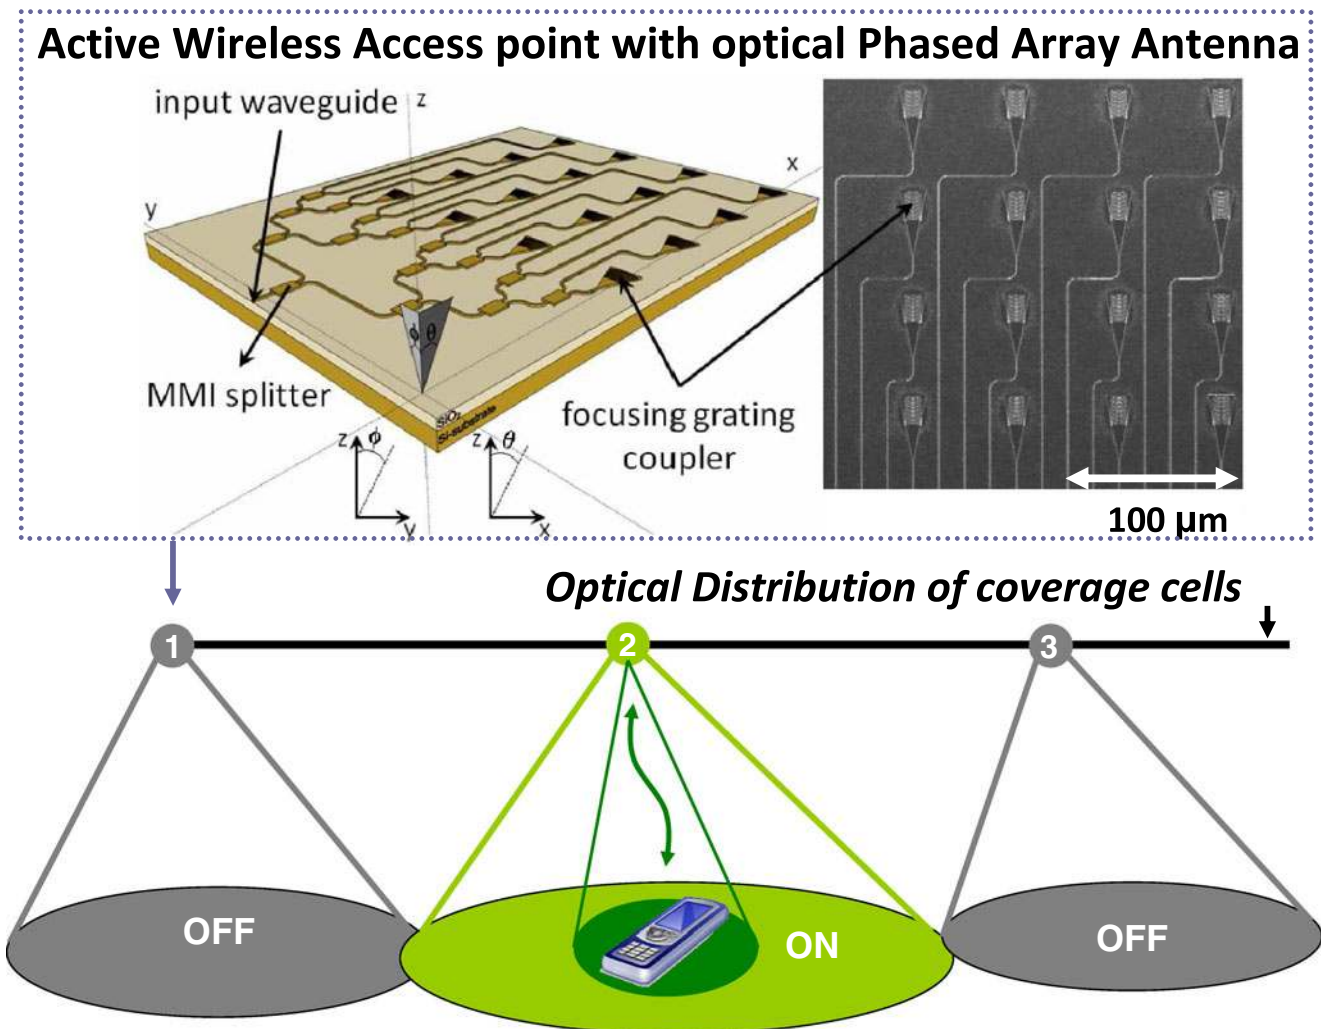 Active Wireless Access point with optical Phased Array Antenna
input waveguide
z
x
y
ϕ θ
MMI splitter
SiO2
Si-substrate
focusing grating
coupler
z ϕ
y
z θ
x
100 µm
Optical Distribution of coverage cells
1
2
3
OFF
ON
OFF